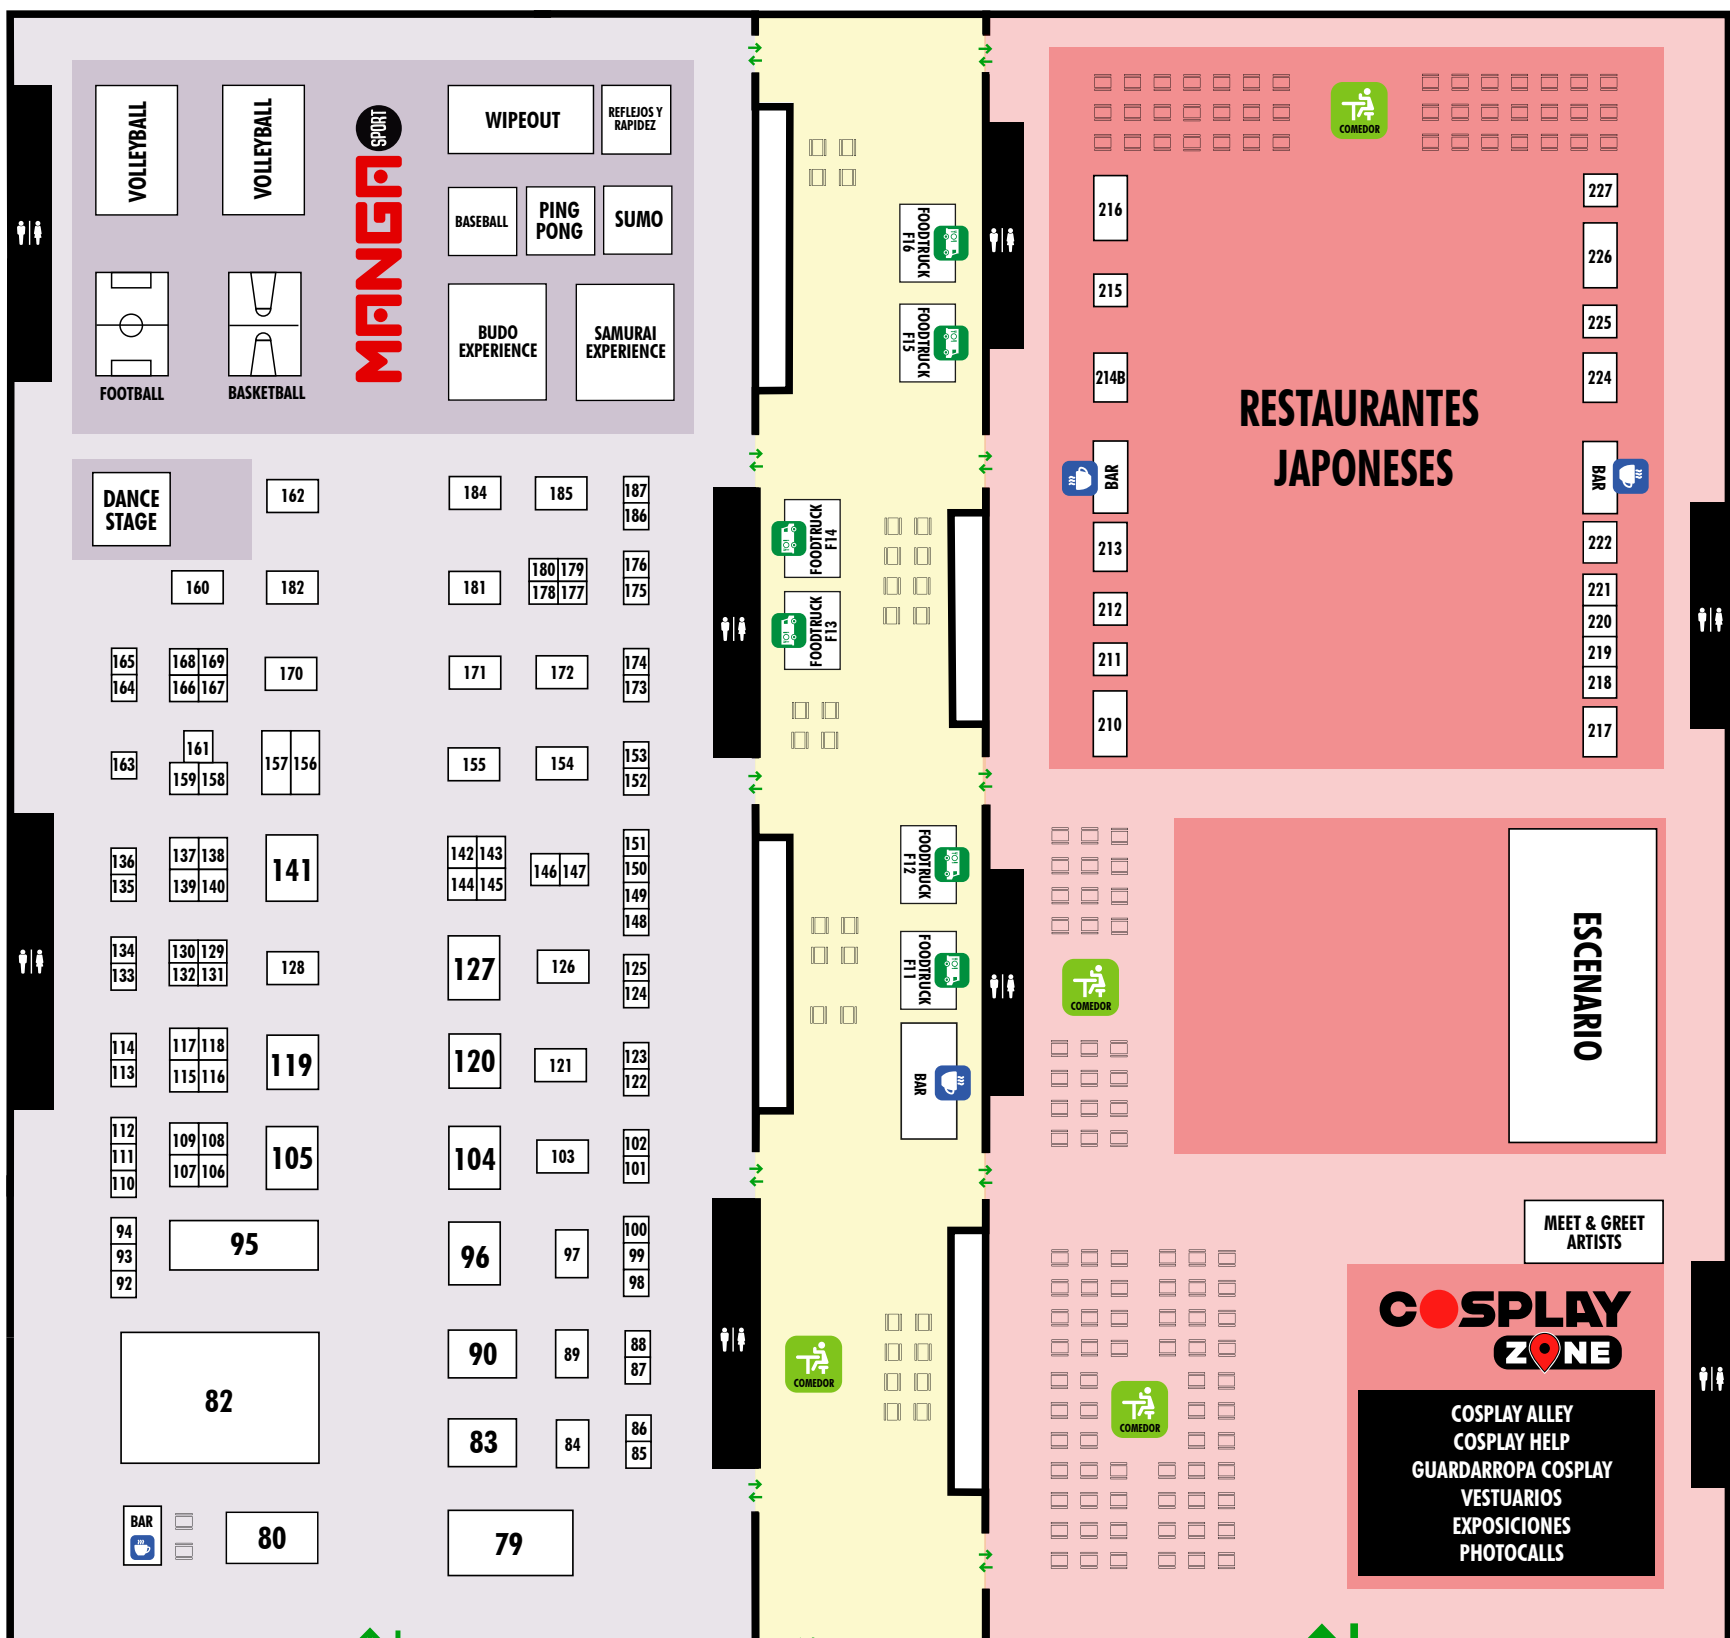 VOLLEYBALL
VOLLEYBALL
MANGA
SPORT
WIPEOUT
REFLEJOS Y
RAPIDEZ
BASEBALL
PING
PONG
SUMO
BUDO
EXPERIENCE
SAMURAI
EXPERIENCE
FOOTBALL
BASKETBALL
DANCE
STAGE
162
184
185
187
186
160
182
181
180 179
178 177
176
175
165
164
168 169
166 167
170
171
172
174
173
163
161
159 158
157 156
155
154
153
152
136
135
137 138
139 140
141
142 143
144 145
146 147
151
150
149
148
134
133
130 129
132 131
128
127
126
125
124
114
113
117 118
115 116
119
120
121
123
122
112
111
110
109 108
107 106
105
104
103
102
101
94
93
92
95
96
97
100
99
98
82
90
89
88
87
83
84
86
85
BAR
80
79
FOODTRUCK
F16
FOODTRUCK
F15
FOODTRUCK
F14
FOODTRUCK
F13
FOODTRUCK
F12
FOODTRUCK
F11
BAR
COMEDOR
COMEDOR
216
215
214B
BAR
213
212
211
210
RESTAURANTES
JAPONESES
227
226
225
224
BAR
222
221
220
219
218
217
COMEDOR
ESCENARIO
MEET & GREET
ARTISTS
COSPLAY
ZONE
COMEDOR
COSPLAY ALLEY
COSPLAY HELP
GUARDARROPA COSPLAY
VESTUARIOS
EXPOSICIONES
PHOTOCALLS